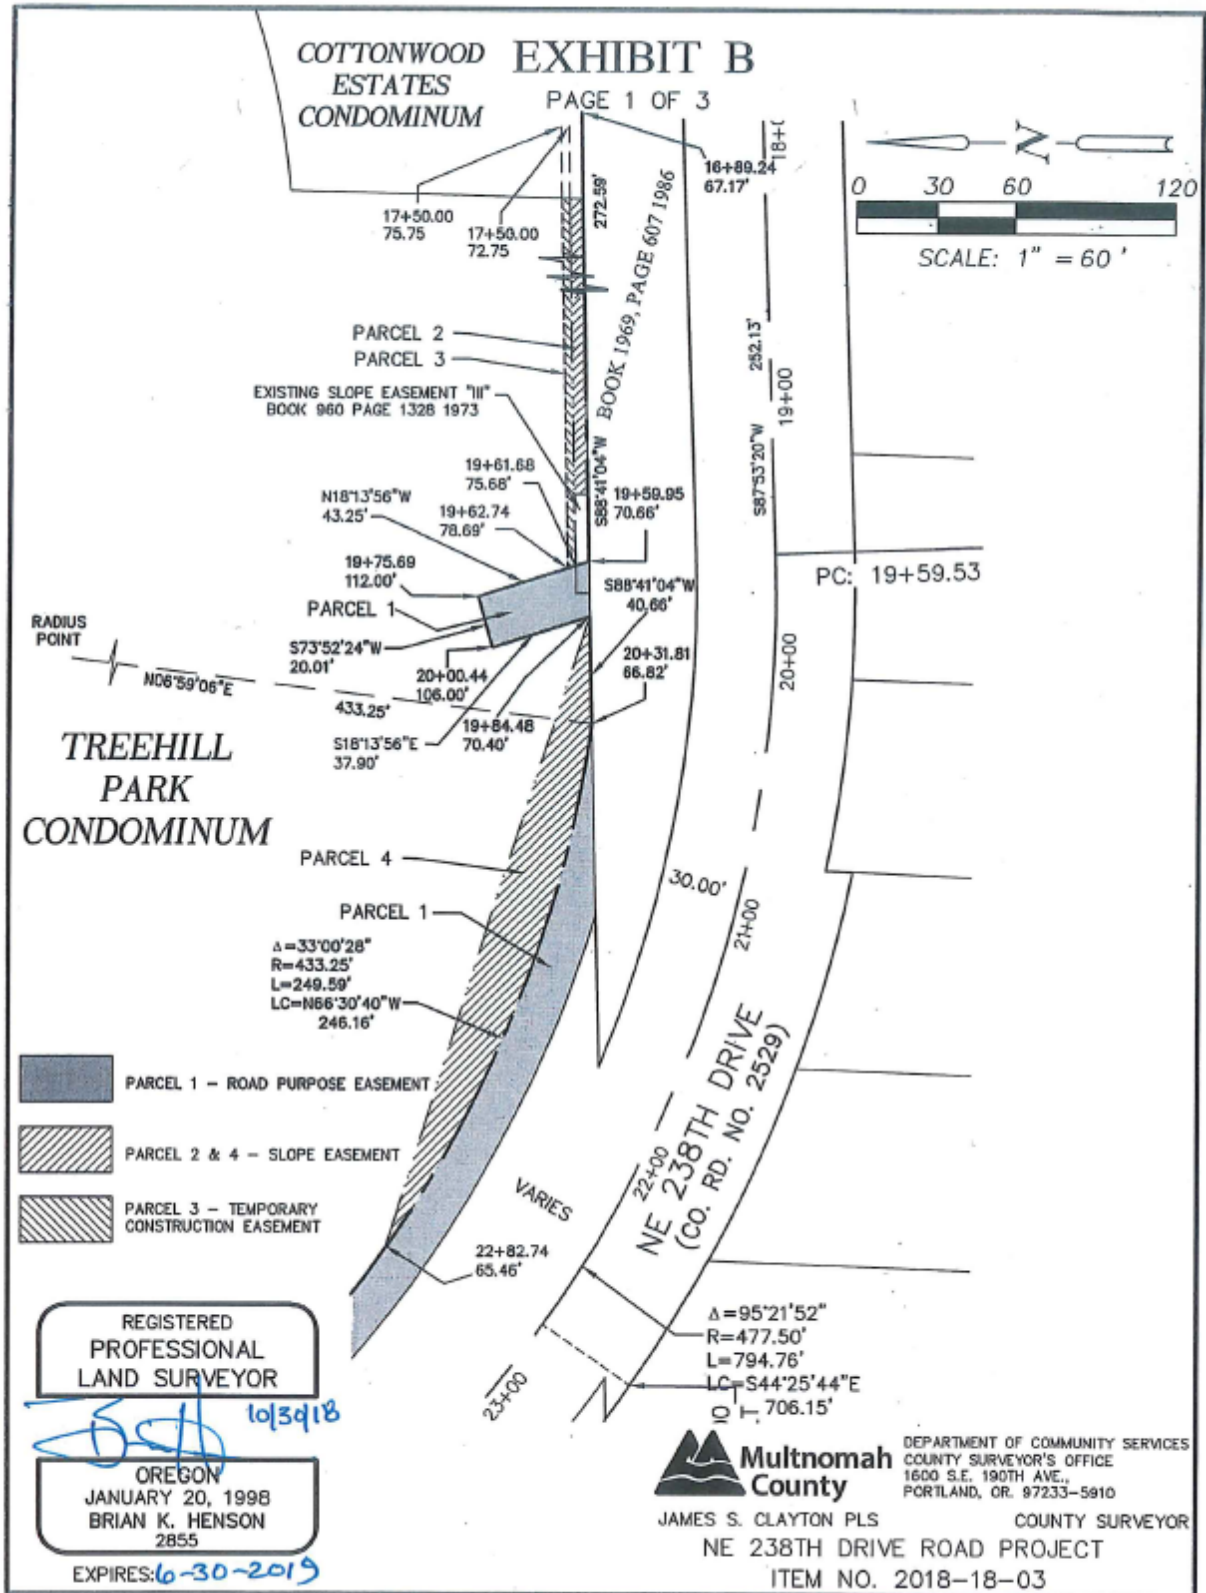 COTTONWOOD
ESTATES
CONDOMINUM
EXHIBIT B
PAGE 1 OF 3
N
0 30 60 120
SCALE: 1" = 60 '
16+89.24
67.17'
18+0
17+50.00
75.75
17+50.00
72.75
272.59'
BOOK 1969, PAGE 607 1986
PARCEL 2
PARCEL 3
EXISTING SLOPE EASEMENT "III"
BOOK 960 PAGE 1328 1973
252.13'
S87°53'20"W
19+00
S88°41'04"W
19+61.68
75.68'
N18°13'56"W
43.25'
19+62.74
78.69'
19+59.95
70.66'
19+75.69
112.00'
PC: 19+59.53
PARCEL 1
S88°41'04"W
40.66'
RADIUS
POINT
S73°52'24"W
20.01'
20+00.44
106.00'
20+31.81
66.82'
20+00
N06°59'06"E
433.25'
19+84.48
70.40'
S18°13'56"E
37.90'
TREEHILL
PARK
CONDOMINUM
PARCEL 4
PARCEL 1
30.00'
21+00
Δ=33°00'28"
R=433.25'
L=249.59'
LC=N66°30'40"W
246.16'
PARCEL 1 - ROAD PURPOSE EASEMENT
PARCEL 2 & 4 - SLOPE EASEMENT
PARCEL 3 - TEMPORARY
CONSTRUCTION EASEMENT
VARIES
22+00
NE 238TH DRIVE
(CO. RD. NO. 2529)
22+82.74
65.46'
23+00
Δ=95°21'52"
R=477.50'
L=794.76'
LC=S44°25'44"E
706.15'
REGISTERED
PROFESSIONAL
LAND SURVEYOR
10/30/18
OREGON
JANUARY 20, 1998
BRIAN K. HENSON
2855
EXPIRES: 6-30-2019
Multnomah
County
DEPARTMENT OF COMMUNITY SERVICES
COUNTY SURVEYOR'S OFFICE
1600 S.E. 190TH AVE.,
PORTLAND, OR. 97233-5910
JAMES S. CLAYTON PLS COUNTY SURVEYOR
NE 238TH DRIVE ROAD PROJECT
ITEM NO. 2018-18-03